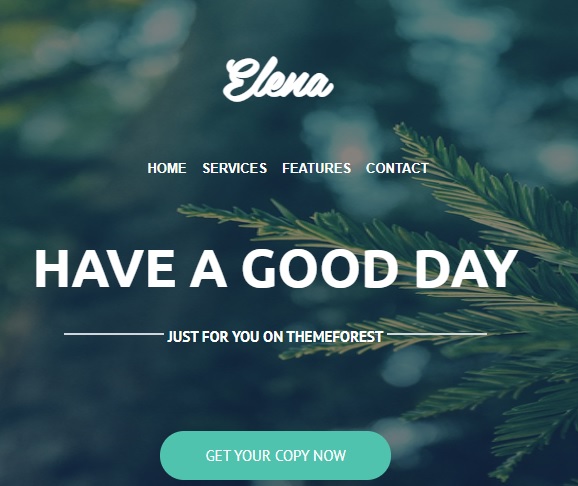 Elena
HOME SERVICES FEATURES CONTACT
HAVE A GOOD DAY
JUST FOR YOU ON THEMEFOREST
GET YOUR COPY NOW